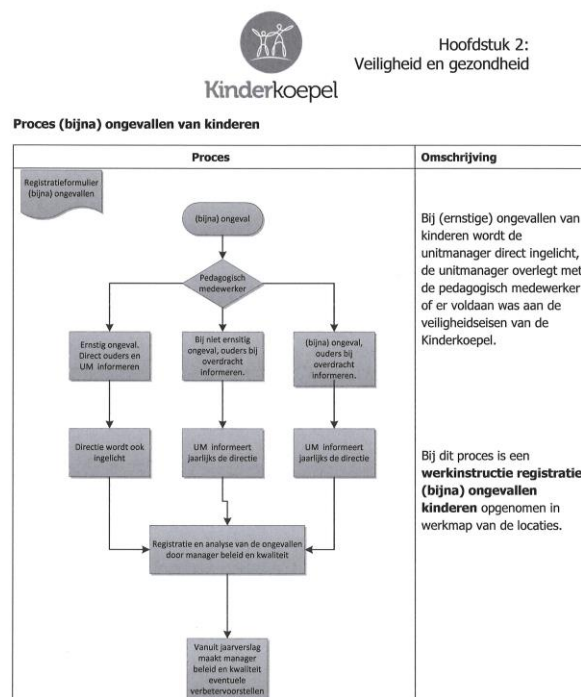 Hoofdstuk 2:
Veiligheid en gezondheid
Kinderkoepel
Proces (bijna) ongevallen van kinderen
Proces
Omschrijving
Registratieformulier
(bijna) ongevallen
(bijna) ongeval
Pedagogisch
medewerker
Ernstig ongeval.
Direct ouders en
UM informeren
Bij niet ernsitig
ongeval, ouders bij
overdracht
informeren.
(bijna) ongeval,
ouders bij
overdracht
informeren.
Directie wordt ook
ingelicht
UM informeert
jaarlijks de directie
UM informeert
jaarlijks de directie
Registratie en analyse van de ongevallen
door manager beleid en kwaliteit
Vanuit jaarverslag
maakt manager
beleid en kwaliteit
eventuele
verbetervoorstellen
Bij (ernstige) ongevallen van
kinderen wordt de
unitmanager direct ingelicht,
de unitmanager overlegt met
de pedagogisch medewerker
of er voldaan was aan de
veiligheidseisen van de
Kinderkoepel.
Bij dit proces is een
werkinstructie registratie
(bijna) ongevallen
kinderen opgenomen in
werkmap van de locaties.